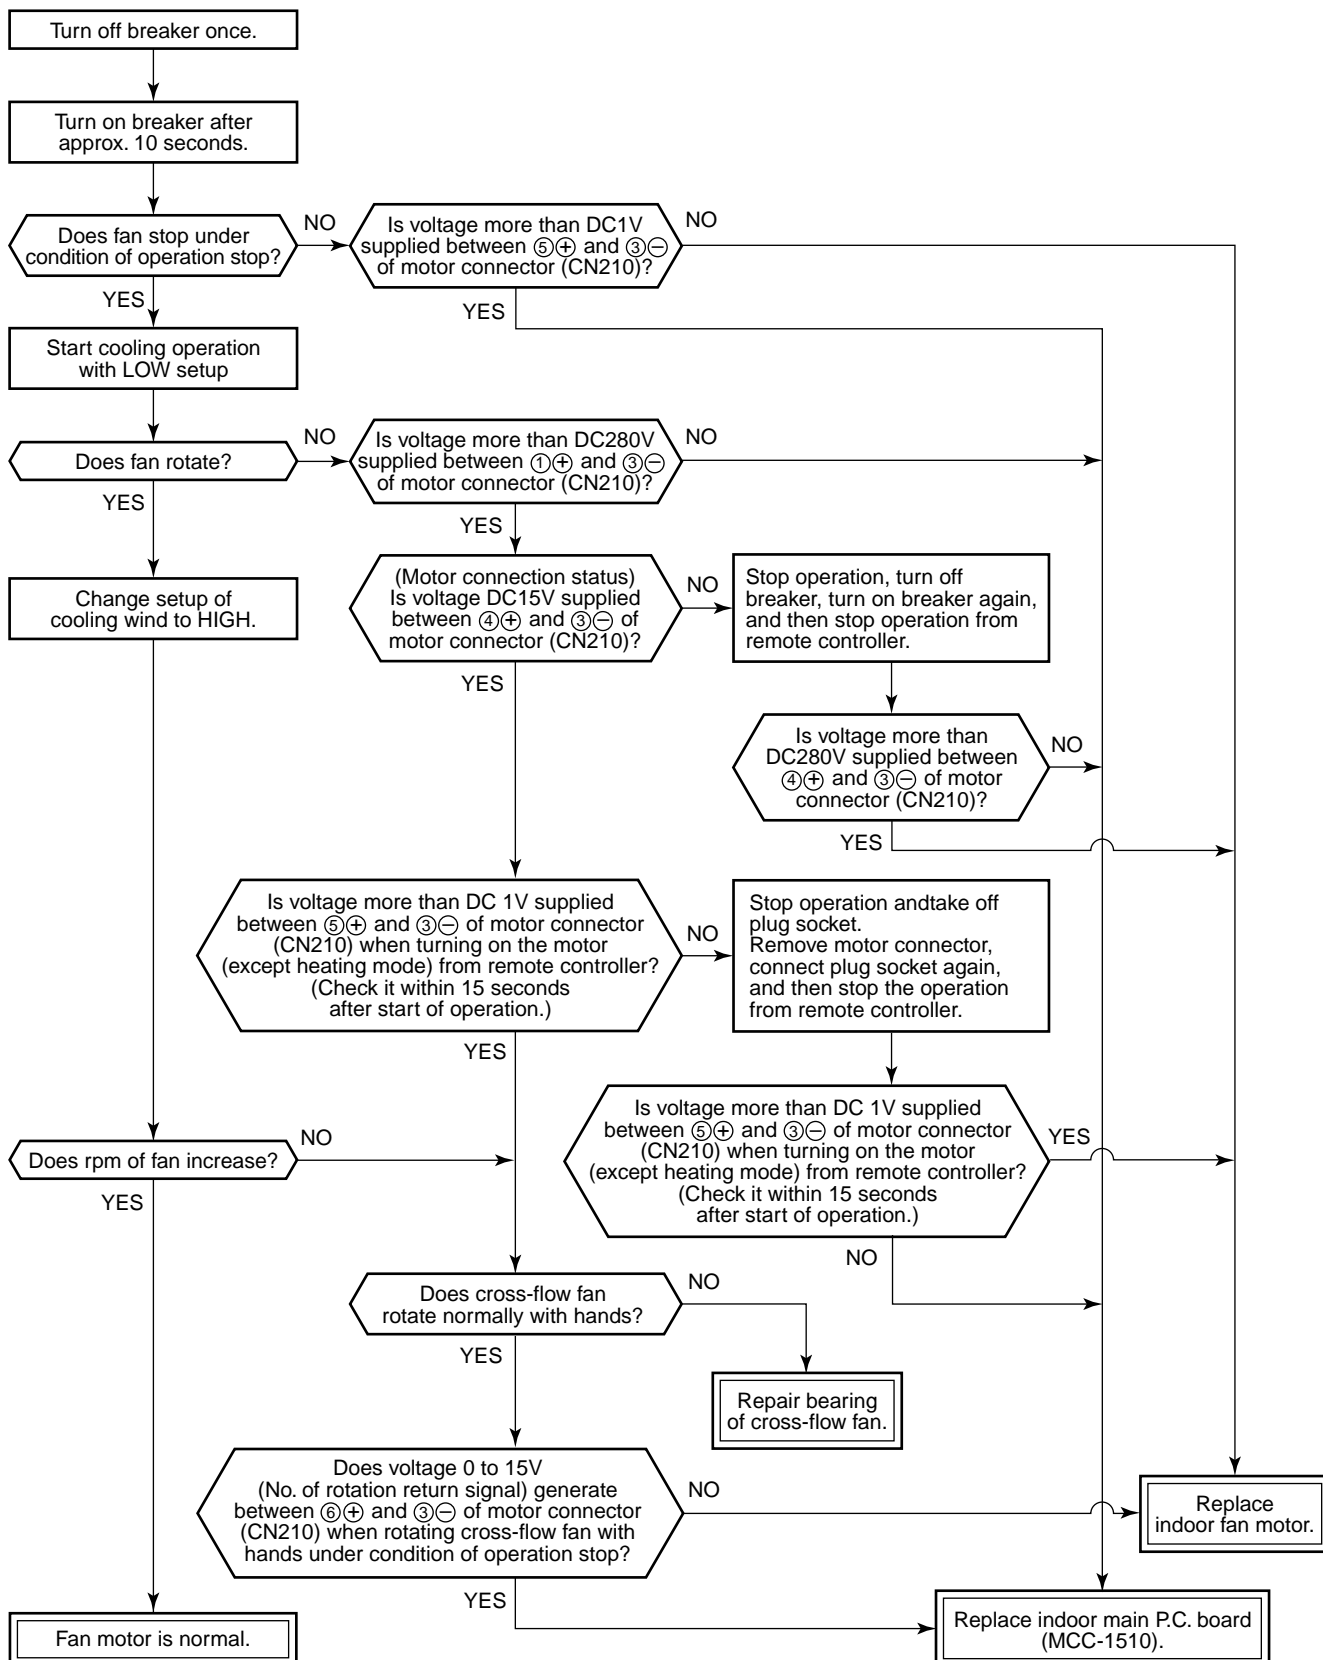 Turn off breaker once.
Turn on breaker after
approx. 10 seconds.
Does fan stop under
condition of operation stop?
NO
YES
Is voltage more than DC1V
supplied between ⑤⊕ and ③⊖
of motor connector (CN210)?
NO
YES
Start cooling operation
with LOW setup
Does fan rotate?
NO
YES
Is voltage more than DC280V
supplied between ①⊕ and ③⊖
of motor connector (CN210)?
NO
YES
Change setup of
cooling wind to HIGH.
(Motor connection status)
Is voltage DC15V supplied
between ④⊕ and ③⊖ of
motor connector (CN210)?
NO
YES
Stop operation, turn off
breaker, turn on breaker again,
and then stop operation from
remote controller.
Is voltage more than
DC280V supplied between
④⊕ and ③⊖ of motor
connector (CN210)?
NO
YES
Is voltage more than DC 1V supplied
between ⑤⊕ and ③⊖ of motor connector
(CN210) when turning on the motor
(except heating mode) from remote controller?
(Check it within 15 seconds
after start of operation.)
NO
YES
Stop operation andtake off
plug socket.
Remove motor connector,
connect plug socket again,
and then stop the operation
from remote controller.
Is voltage more than DC 1V supplied
between ⑤⊕ and ③⊖ of motor connector
(CN210) when turning on the motor
(except heating mode) from remote controller?
(Check it within 15 seconds
after start of operation.)
YES
NO
Does rpm of fan increase?
NO
YES
Does cross-flow fan
rotate normally with hands?
NO
YES
Repair bearing
of cross-flow fan.
Does voltage 0 to 15V
(No. of rotation return signal) generate
between ⑥⊕ and ③⊖ of motor connector
(CN210) when rotating cross-flow fan with
hands under condition of operation stop?
NO
YES
Replace
indoor fan motor.
Fan motor is normal.
Replace indoor main P.C. board
(MCC-1510).